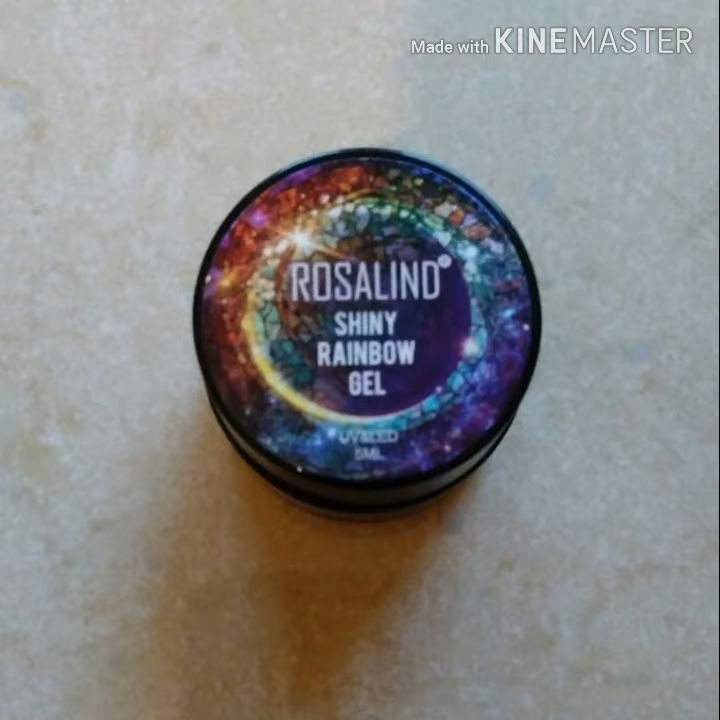 Made with KINEMASTER
ROSALIND
SHINY
RAINBOW
GEL
UV&LED
5ML